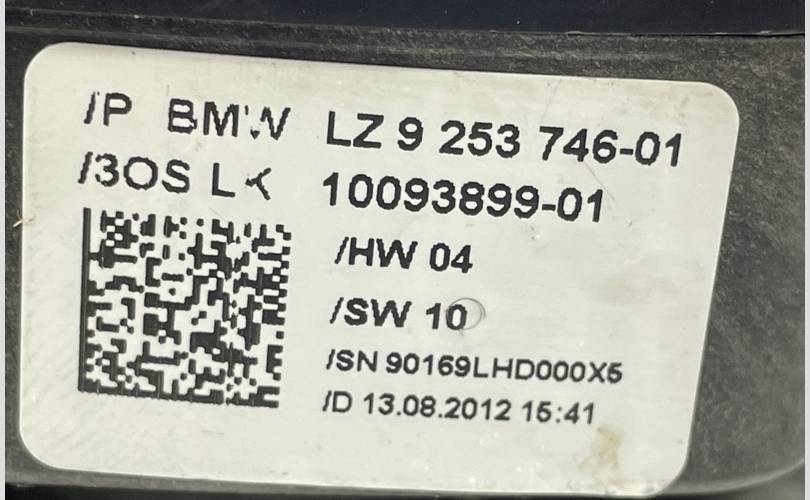 /P BMW LZ 9 253 746-01
/3OS LK 10093899-01
/HW 04
/SW 10
/SN 90169LHD000X5
/D 13.08.2012 15:41